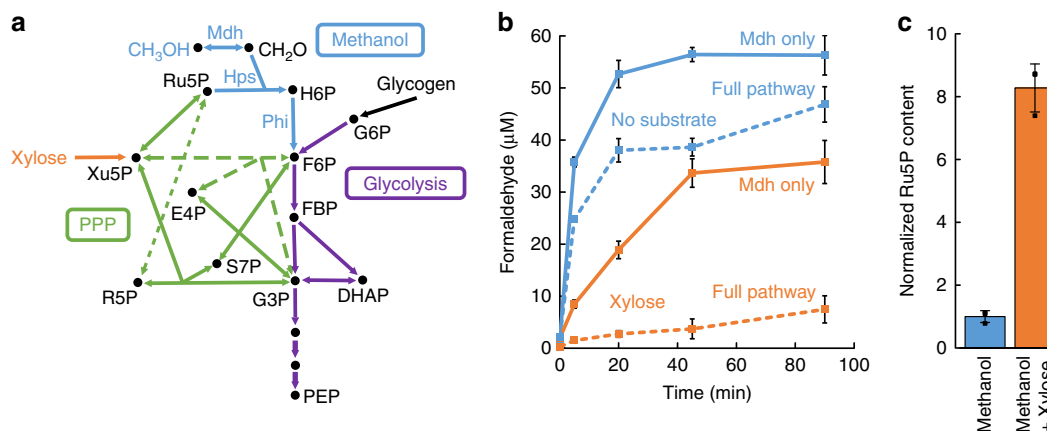 a
Mdh
CH3OH
CH2O
Methanol
Ru5P
Hps
H6P
Glycogen
Phi
G6P
Xylose
Xu5P
F6P
Glycolysis
E4P
FBP
PPP
S7P
R5P
G3P
DHAP
PEP
b
60
50
40
30
20
10
0
Formaldehyde (μM)
Mdh only
Full pathway
No substrate
Mdh only
Xylose
Full pathway
0 20 40 60 80 100
Time (min)
c
10
8
6
4
2
0
Normalized Ru5P content
Methanol
Methanol
+ Xylose